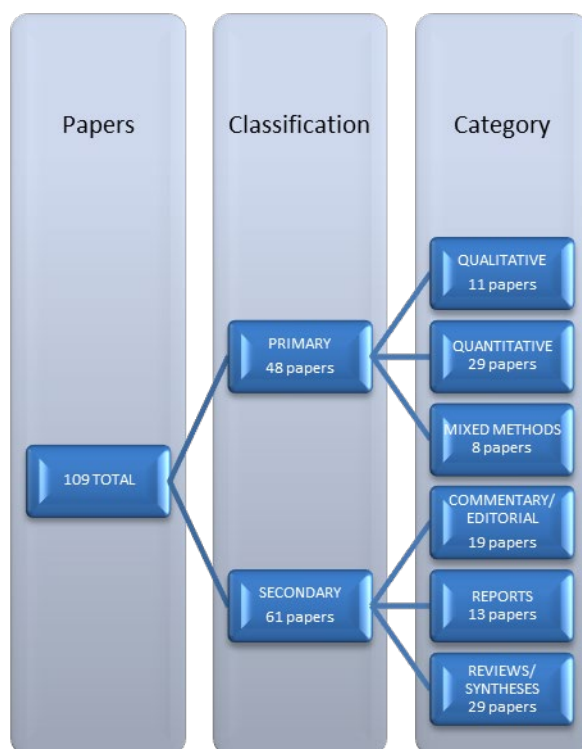 Papers
Classification
Category
109 TOTAL
PRIMARY
48 papers
SECONDARY
61 papers
QUALITATIVE
11 papers
QUANTITATIVE
29 papers
MIXED METHODS
8 papers
COMMENTARY/
EDITORIAL
19 papers
REPORTS
13 papers
REVIEWS/
SYNTHESES
29 papers